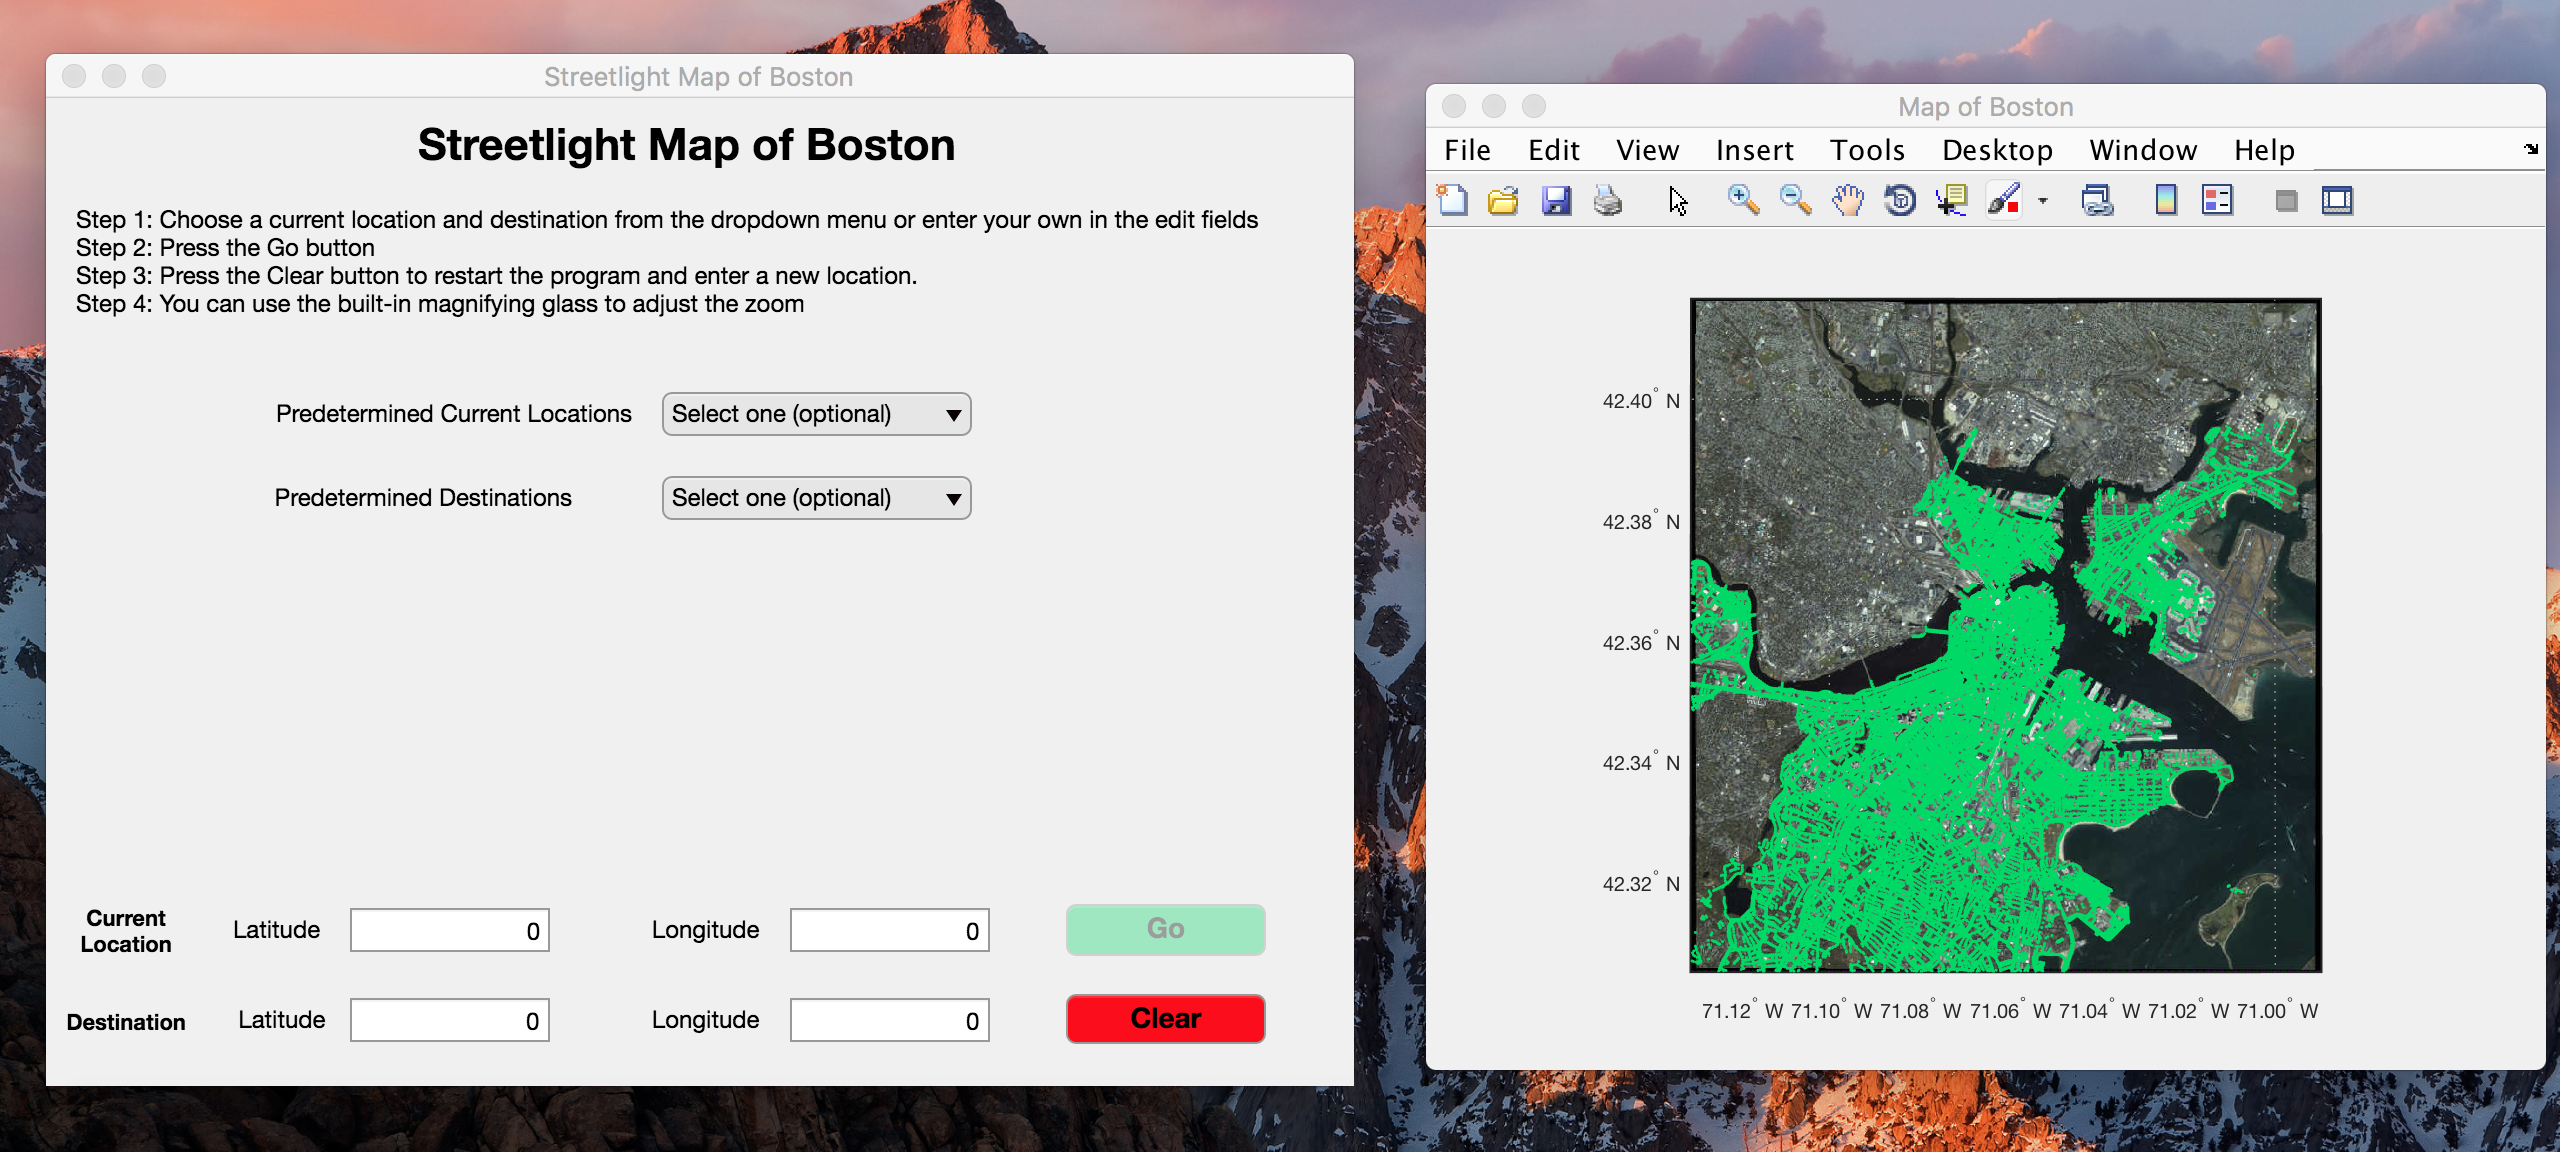 Streetlight Map of Boston
Streetlight Map of Boston
Step 1: Choose a current location and destination from the dropdown menu or enter your own in the edit fields
Step 2: Press the Go button
Step 3: Press the Clear button to restart the program and enter a new location.
Step 4: You can use the built-in magnifying glass to adjust the zoom
Predetermined Current Locations Select one (optional)
Predetermined Destinations Select one (optional)
Current Location Latitude 0 Longitude 0 Go
Destination Latitude 0 Longitude 0 Clear
Map of Boston
File Edit View Insert Tools Desktop Window Help
42.40° N
42.38° N
42.36° N
42.34° N
42.32° N
71.12° W 71.10° W 71.08° W 71.06° W 71.04° W 71.02° W 71.00° W